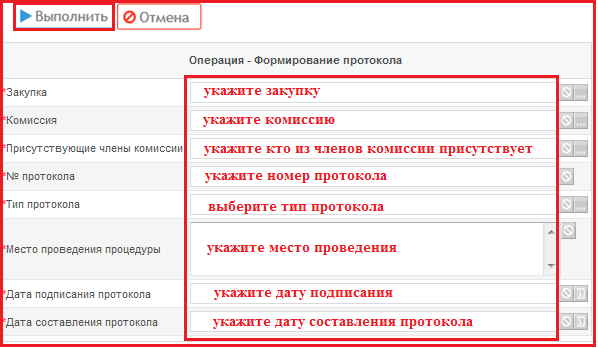 Выполнить Отмена
Операция - Формирование протокола
*Закупка укажите закупку
*Комиссия укажите комиссию
*Присутствующие члены комиссии укажите кто из членов комиссии присутствует
*№ протокола укажите номер протокола
*Тип протокола выберите тип протокола
*Место проведения процедуры укажите место проведения
*Дата подписания протокола укажите дату подписания
*Дата составления протокола укажите дату составления протокола